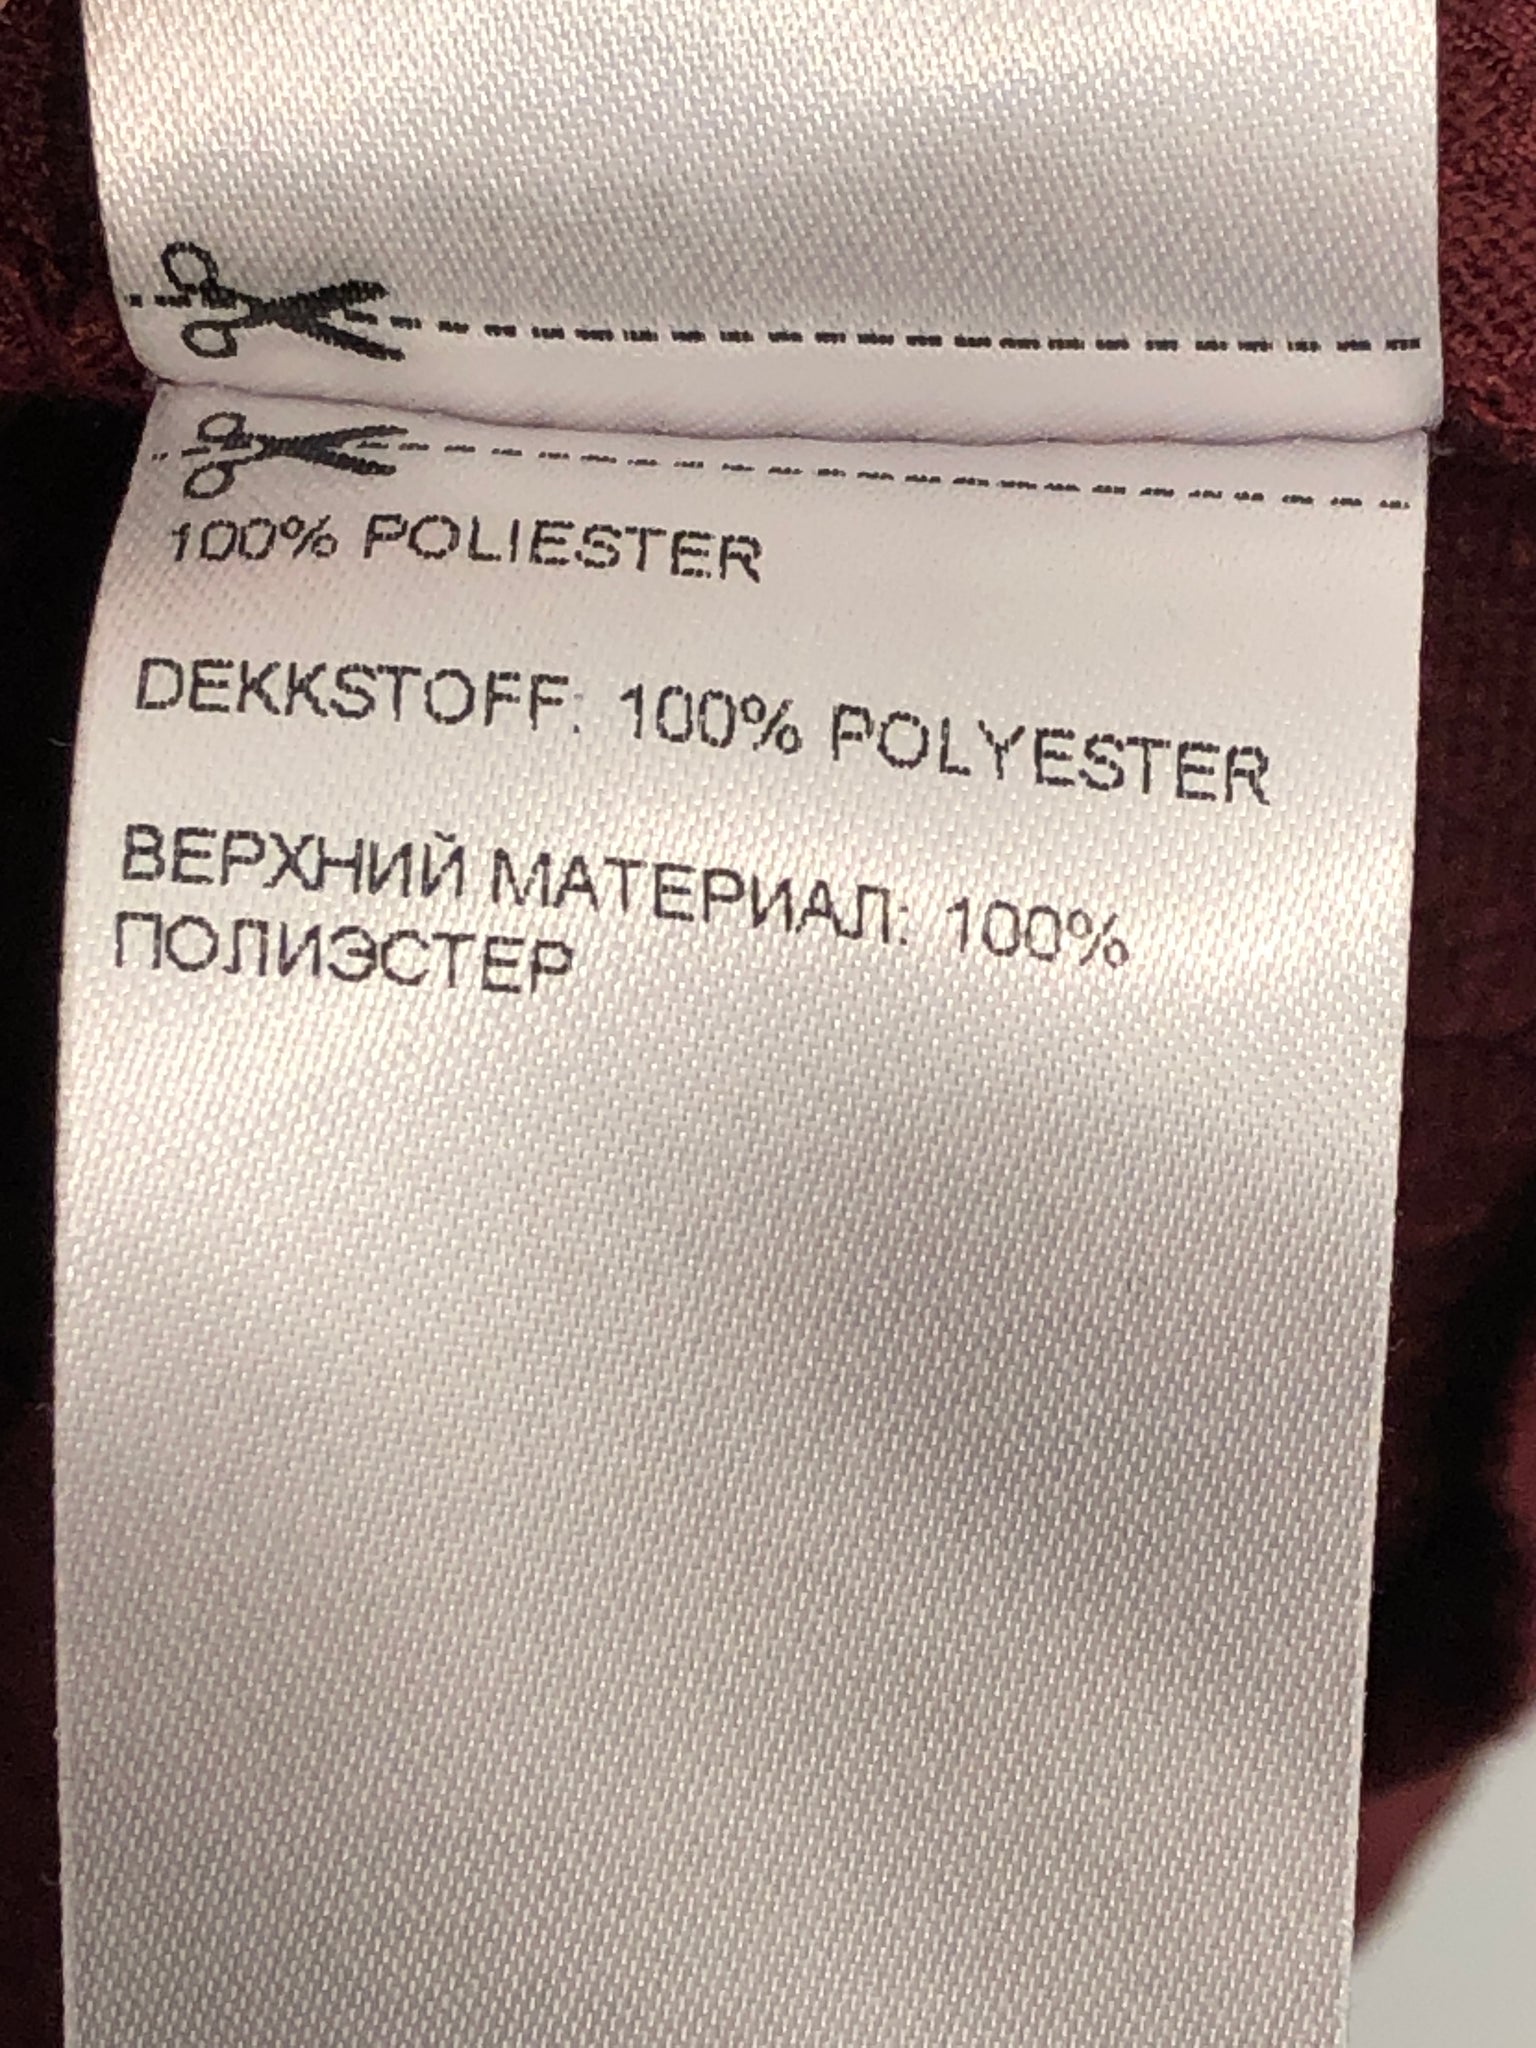 100% POLIESTER
DEKKSTOFF: 100% POLYESTER
ВЕРХНИЙ МАТЕРИАЛ: 100%
ПОЛИЭСТЕР